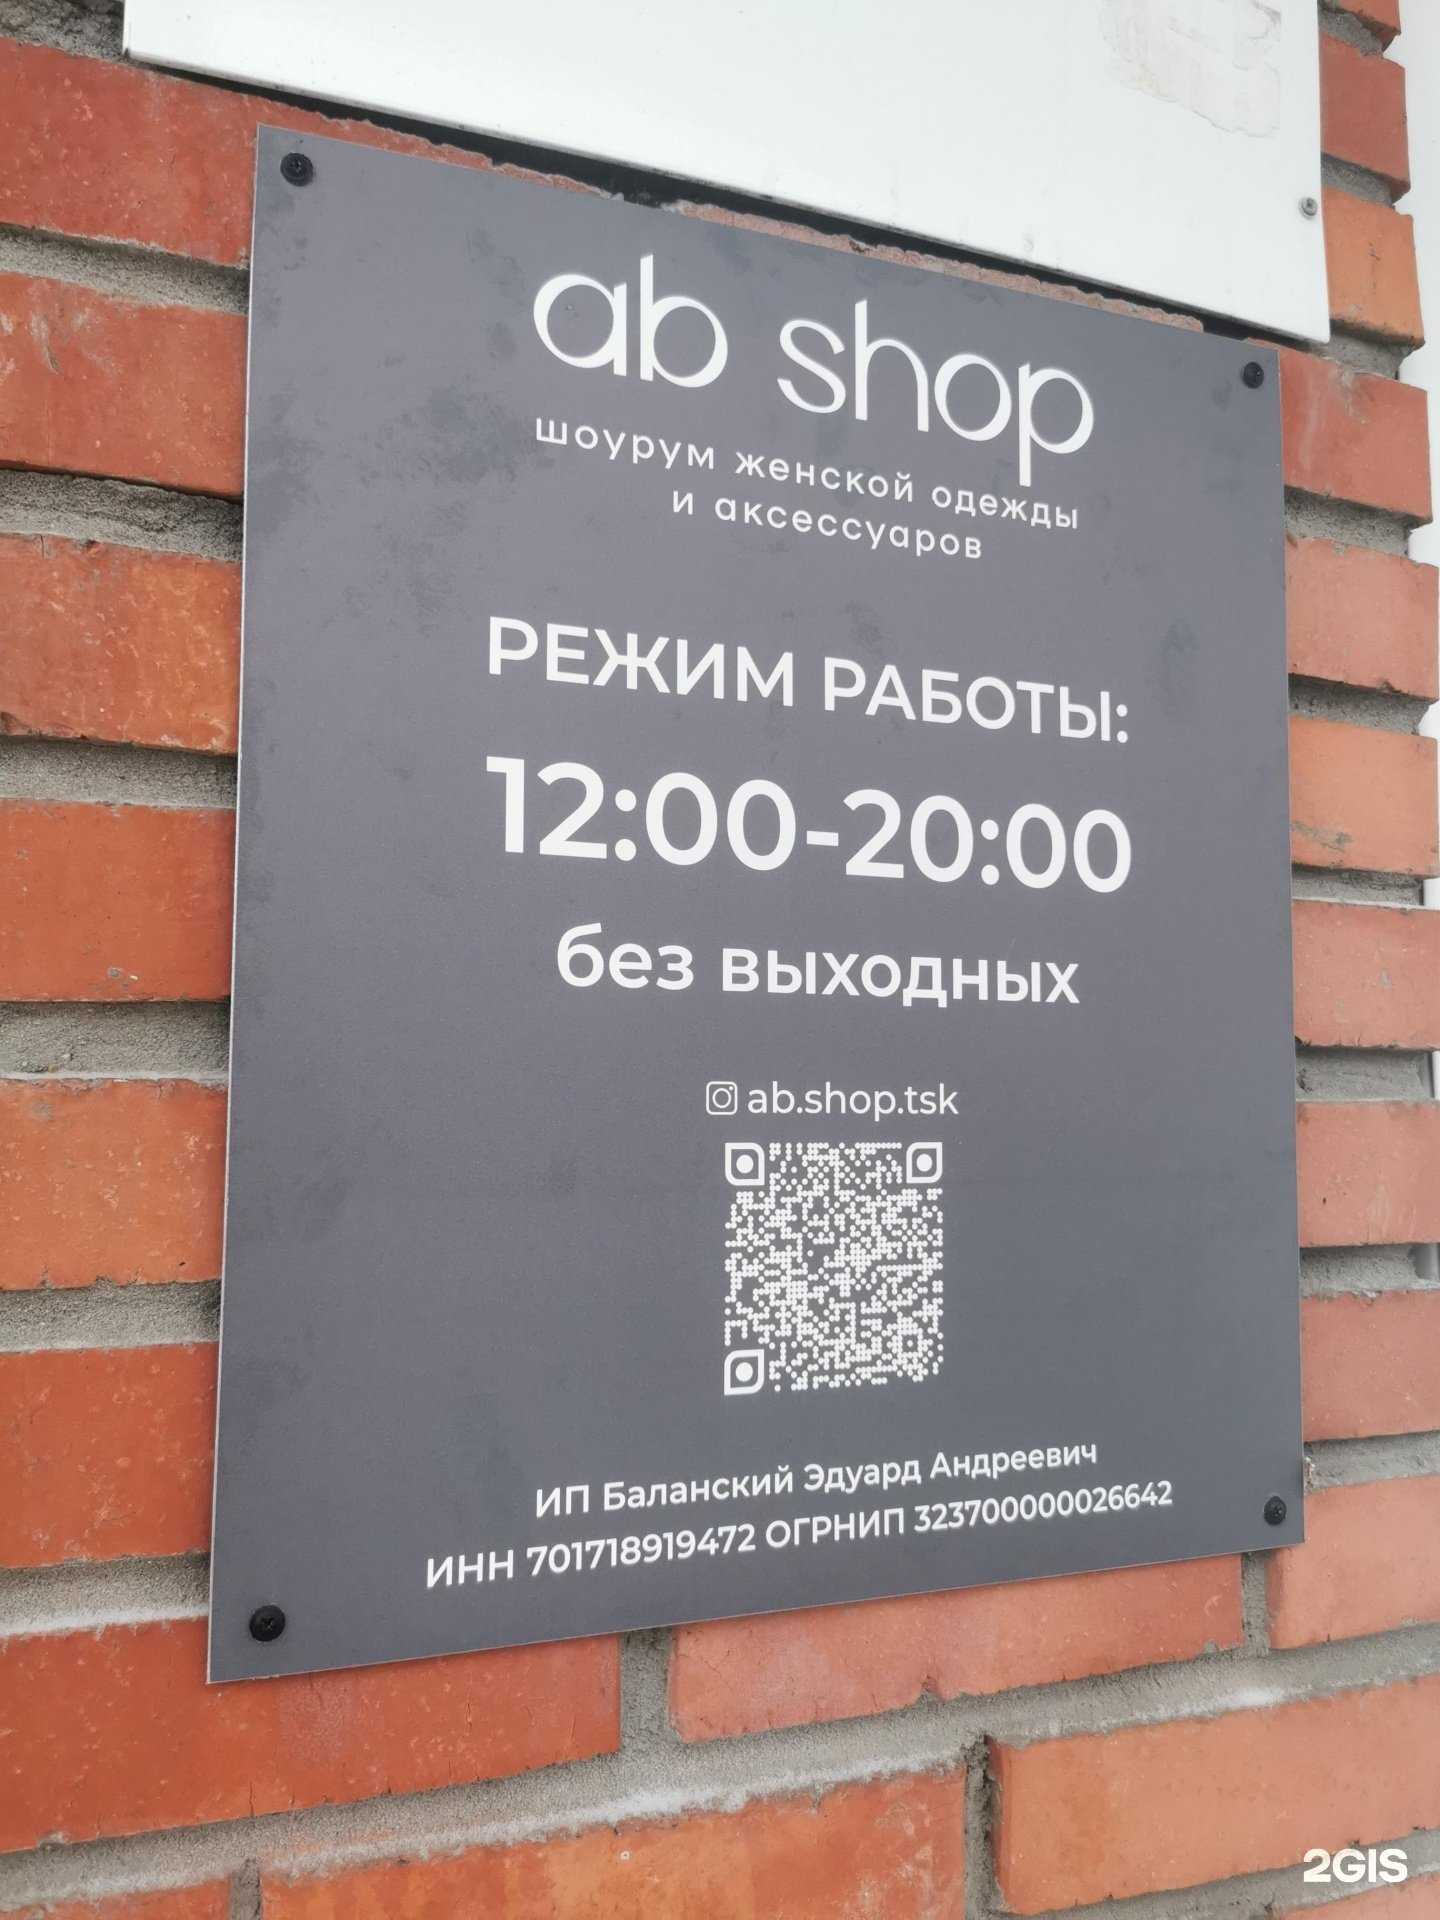 ab shop
шоурум женской одежды
и аксессуаров
РЕЖИМ РАБОТЫ:
12:00-20:00
без выходных
ab.shop.tsk
ИП Баланский Эдуард Андреевич
ИНН 701718919472 ОГРНИП 323700000026642
2GIS